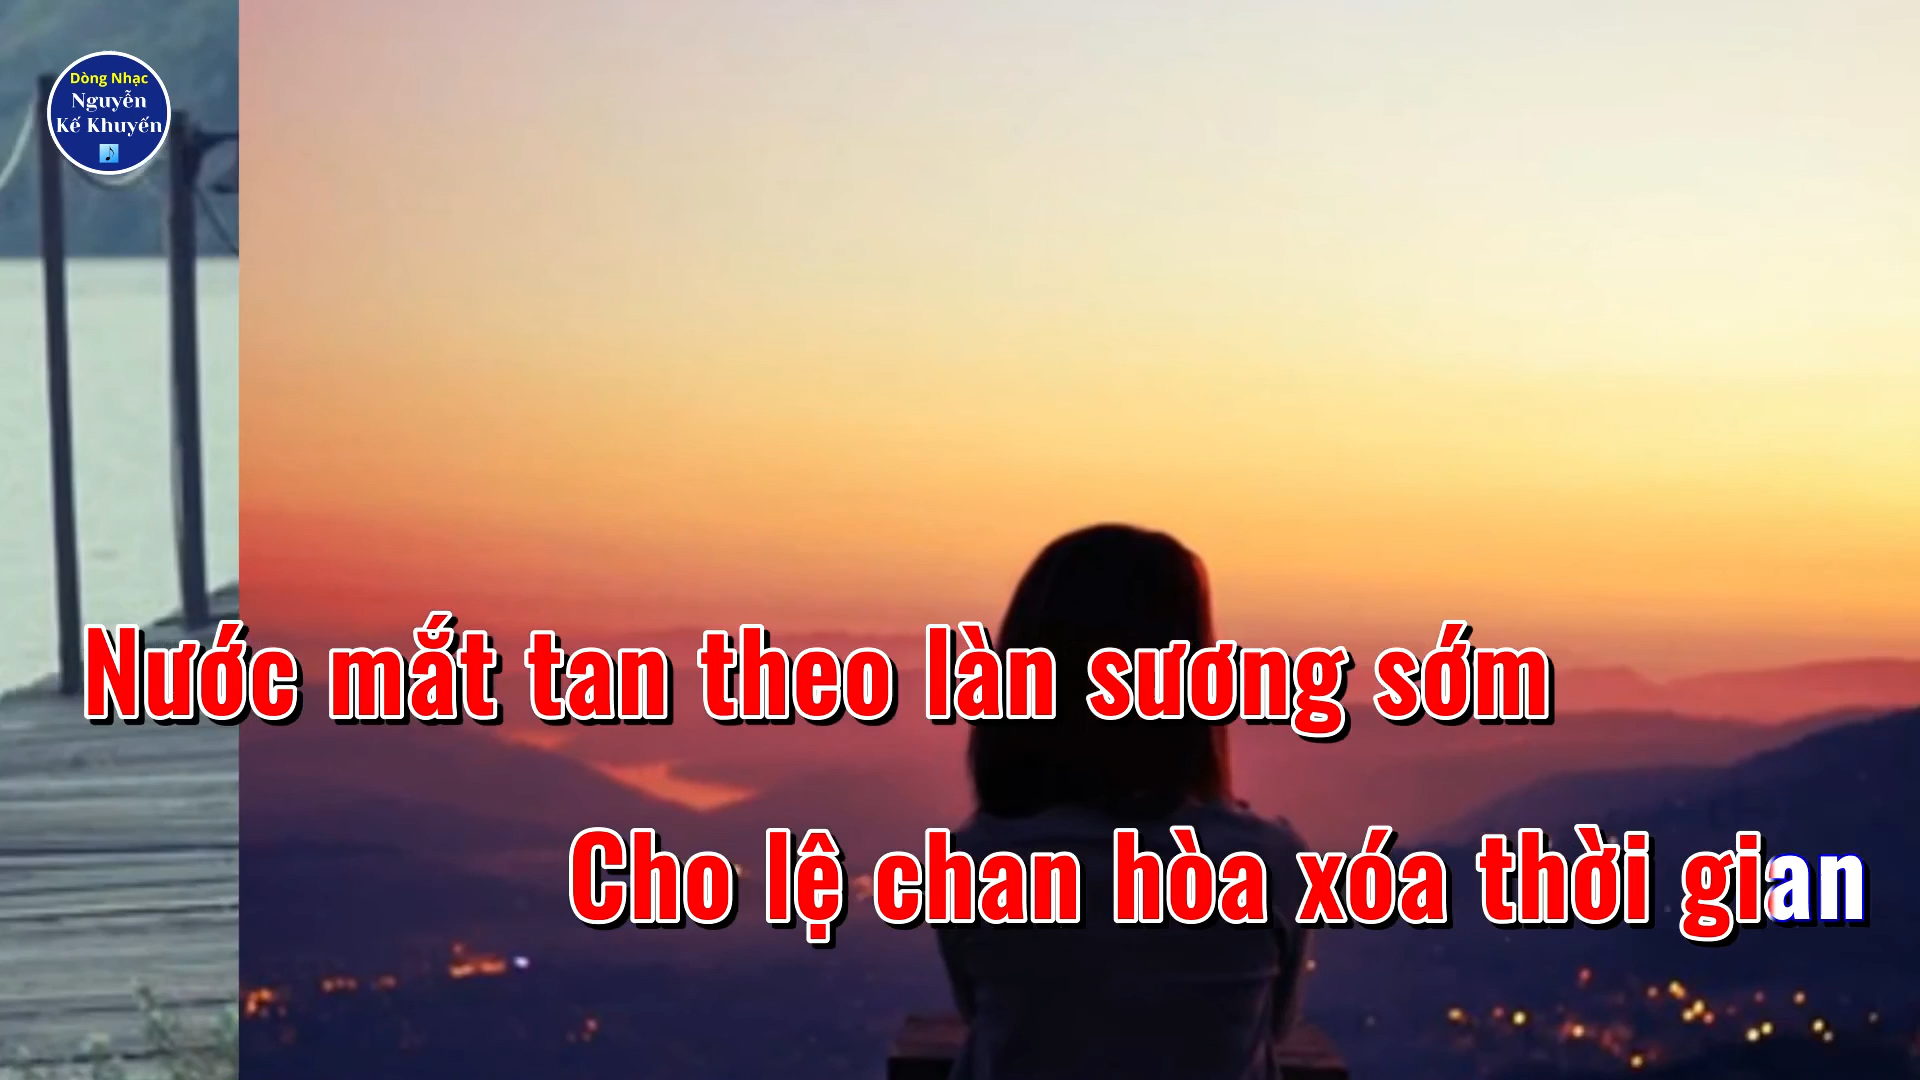 Dòng Nhạc
Nguyễn
Kế Khuyến
Nước mắt tan theo làn sương sớm
Cho lệ chan hòa xóa thời gian